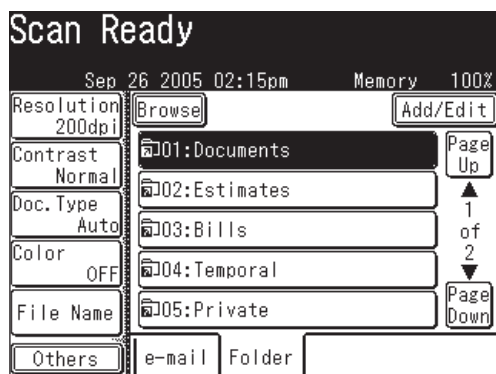 Scan Ready
Sep 26 2005 02:15pm Memory 100%
Resolution
200dpi
Contrast
Normal
Doc.Type
Auto
Color
OFF
File Name
Others
Browse
Add/Edit
01:Documents
02:Estimates
03:Bills
04:Temporal
05:Private
Page
Up
1
of
2
Page
Down
e-mail
Folder